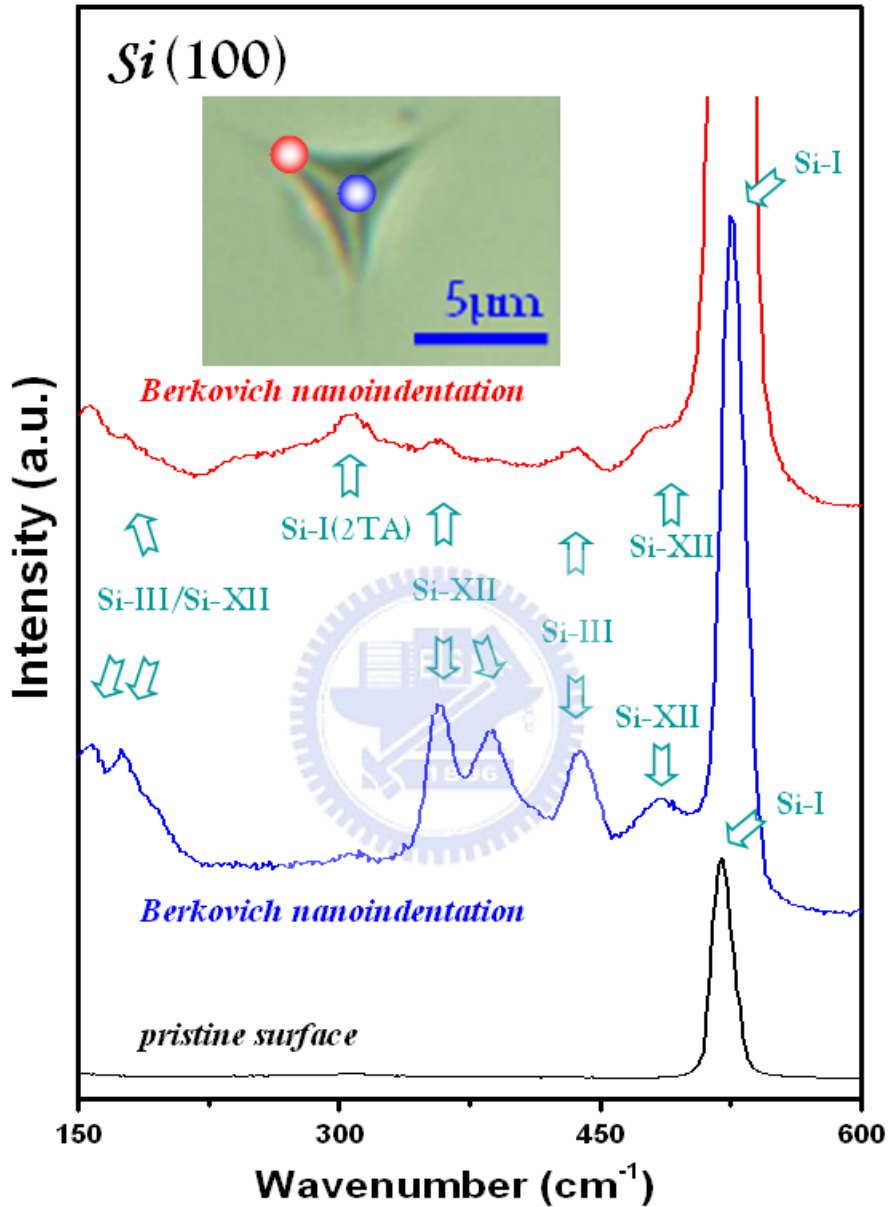 Si (100)
Si-I
5μm
Berkovich nanoindentation
Si-I(2TA)
Si-XII
Si-III/Si-XII
Si-XII
Si-III
Si-XII
Si-I
Berkovich nanoindentation
pristine surface
150
300
450
600
Wavenumber (cm⁻¹)
Intensity (a.u.)
1896